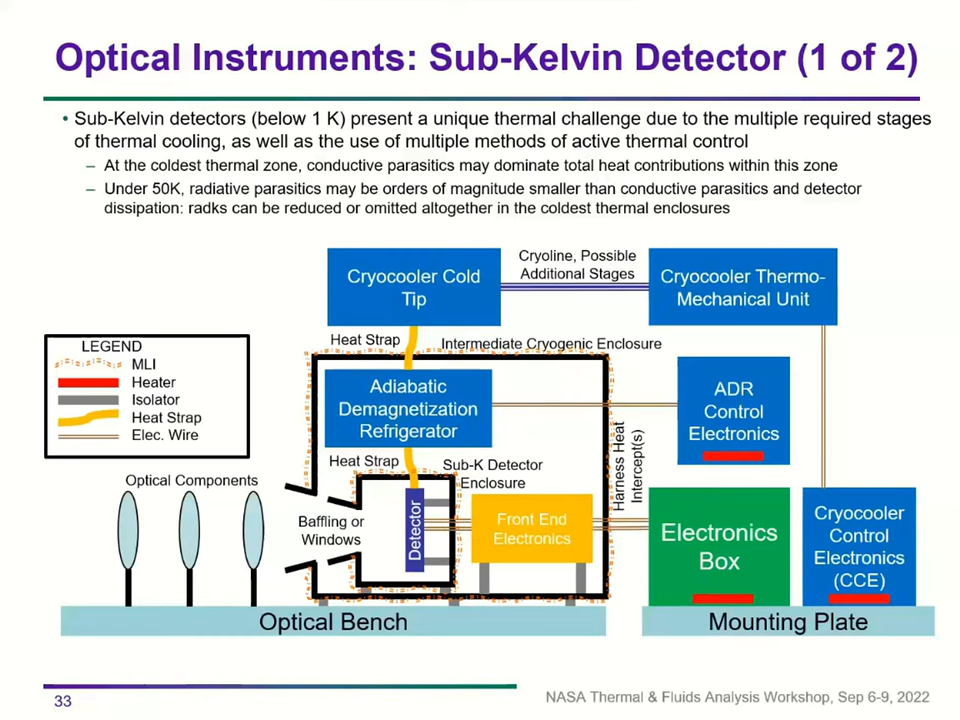 Optical Instruments: Sub-Kelvin Detector (1 of 2)
• Sub-Kelvin detectors (below 1 K) present a unique thermal challenge due to the multiple required stages
of thermal cooling, as well as the use of multiple methods of active thermal control
– At the coldest thermal zone, conductive parasitics may dominate total heat contributions within this zone
– Under 50K, radiative parasitics may be orders of magnitude smaller than conductive parasitics and detector
dissipation: radks can be reduced or omitted altogether in the coldest thermal enclosures
Cryocooler Cold
Tip
Cryoline, Possible
Additional Stages
Cryocooler Thermo-
Mechanical Unit
LEGEND
MLI
Heater
Isolator
Heat Strap
Elec. Wire
Heat Strap
Intermediate Cryogenic Enclosure
Adiabatic
Demagnetization
Refrigerator
ADR
Control
Electronics
Harness Heat
Intercept(s)
Heat Strap
Sub-K Detector
Enclosure
Optical Components
Baffling or
Windows
Detector
Front End
Electronics
Electronics
Box
Cryocooler
Control
Electronics
(CCE)
Optical Bench
Mounting Plate
33
NASA Thermal & Fluids Analysis Workshop, Sep 6-9, 2022